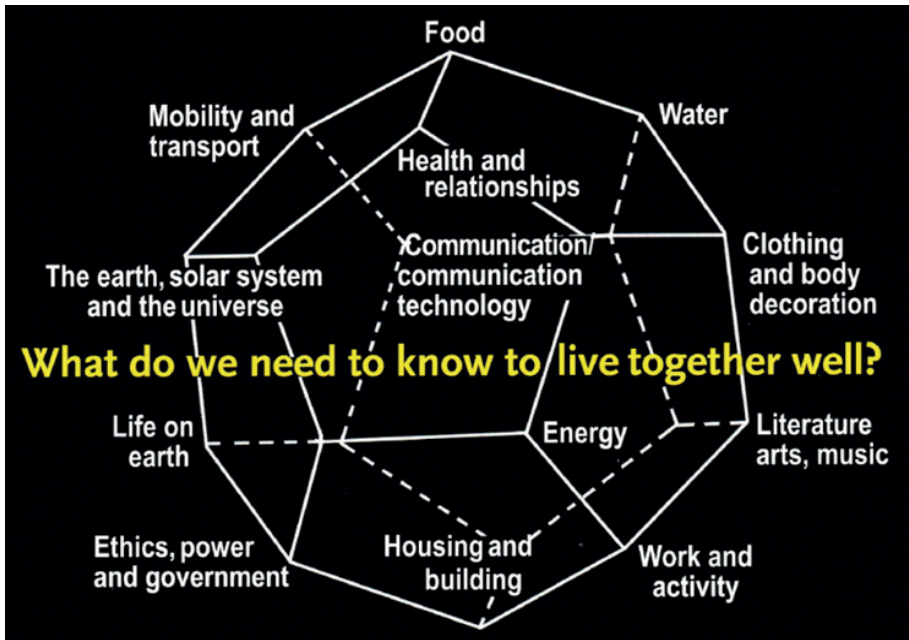 Food
Mobility and
transport
Water
Health and
relationships
Communication/
communication
technology
Clothing
and body
decoration
The earth, solar system
and the universe
What do we need to know to live together well?
Life on
earth
Energy
Literature
arts, music
Ethics, power
and government
Housing and
building
Work and
activity